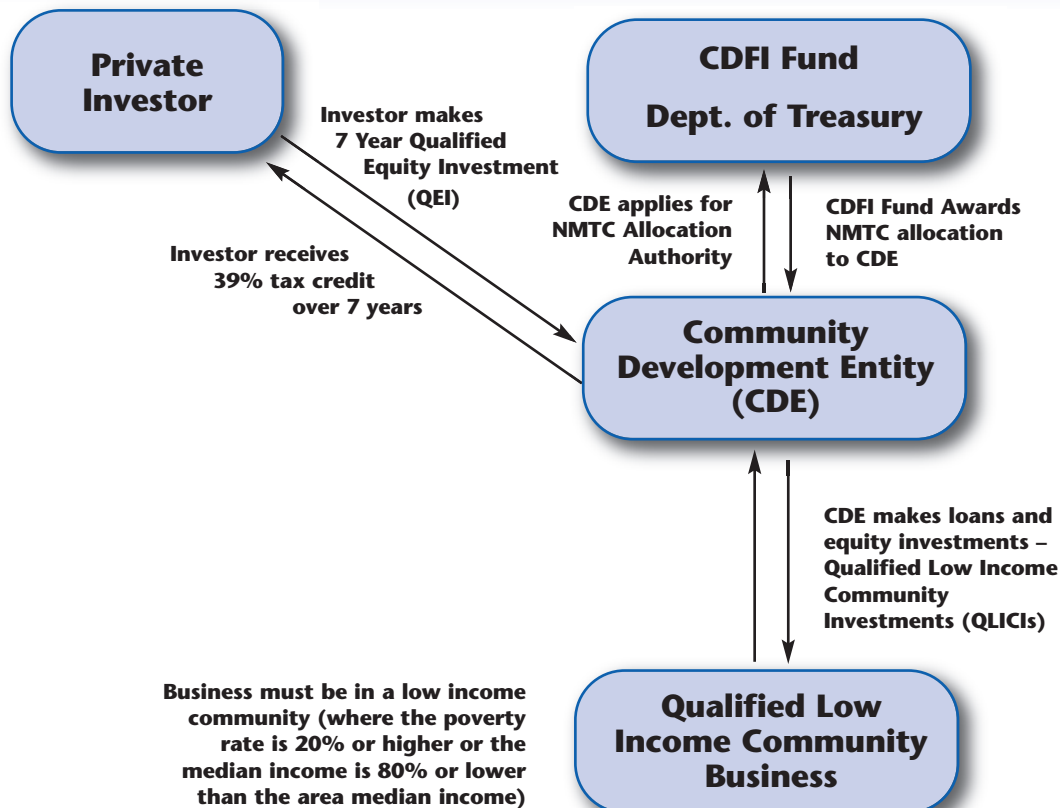 Private
Investor
CDFI Fund
Dept. of Treasury
Investor makes
7 Year Qualified
Equity Investment
(QEI)
Investor receives
39% tax credit
over 7 years
CDE applies for
NMTC Allocation
Authority
CDFI Fund Awards
NMTC allocation
to CDE
Community
Development Entity
(CDE)
CDE makes loans and
equity investments –
Qualified Low Income
Community
Investments (QLICIs)
Business must be in a low income
community (where the poverty
rate is 20% or higher or the
median income is 80% or lower
than the area median income)
Qualified Low
Income Community
Business